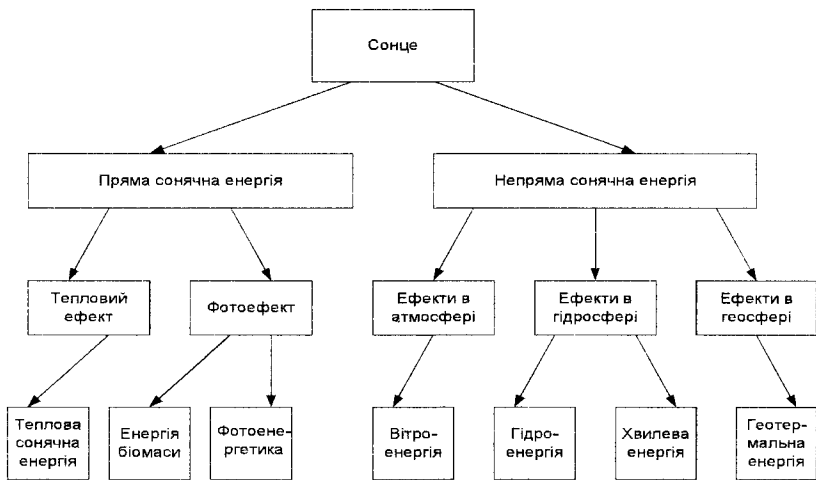 Сонце
Пряма сонячна енергія
Непряма сонячна енергія
Тепловий
ефект
Фотоефект
Ефекти в
атмосфері
Ефекти в
гідросфері
Ефекти в
геосфері
Теплова
сонячна
енергія
Енергія
біомаси
Фотоене-
ргетика
Вітро-
енергія
Гідро-
енергія
Хвилева
енергія
Геотер-
мальна
енергія